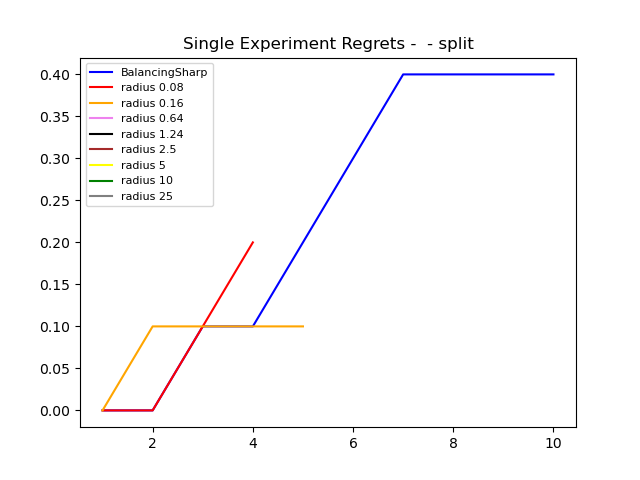 Single Experiment Regrets -  - split
0.40
0.35
0.30
0.25
0.20
0.15
0.10
0.05
0.00
BalancingSharp
radius 0.08
radius 0.16
radius 0.64
radius 1.24
radius 2.5
radius 5
radius 10
radius 25
2
4
6
8
10